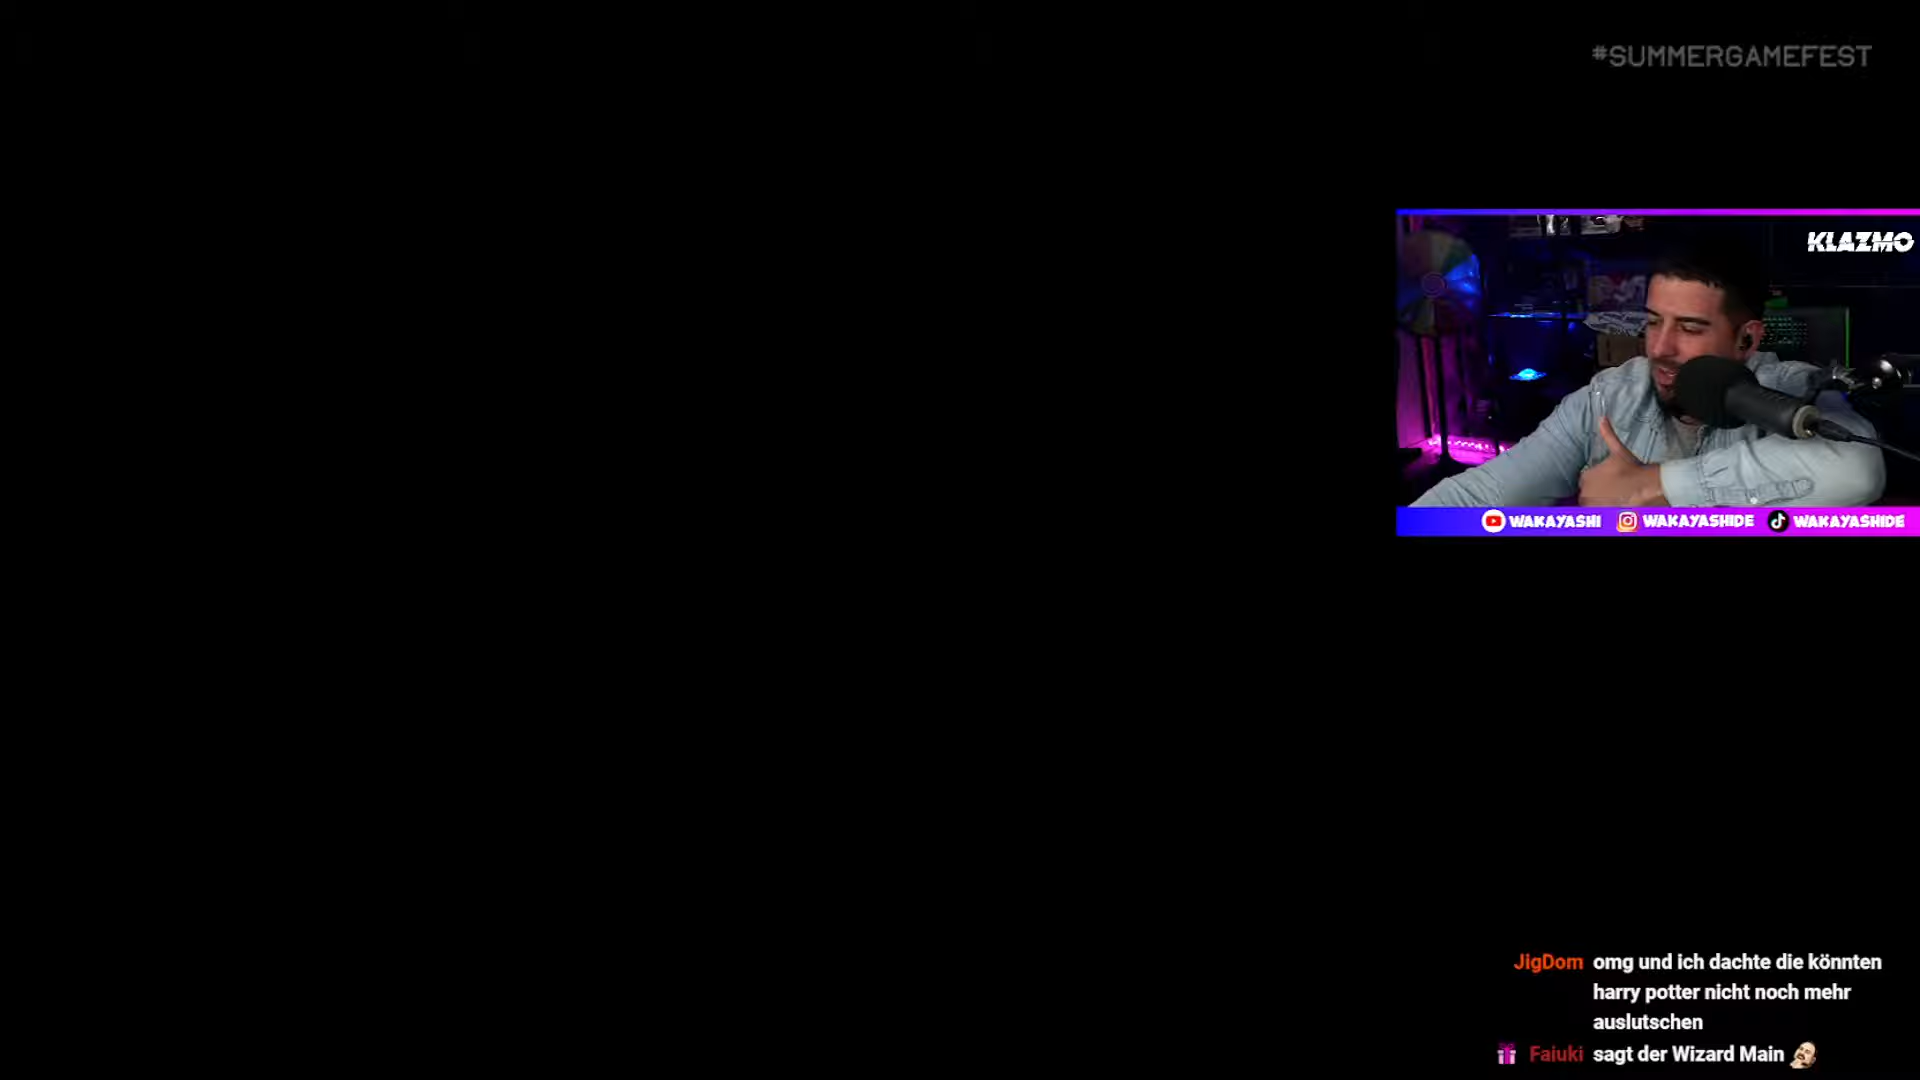 #SUMMERGAMEFEST
KLAZMO
WAKAYASHI WAKAYASHIDE WAKAYASHIDE
JigDom omg und ich dachte die könnten
harry potter nicht noch mehr
auslutschen
Faiuki sagt der Wizard Main